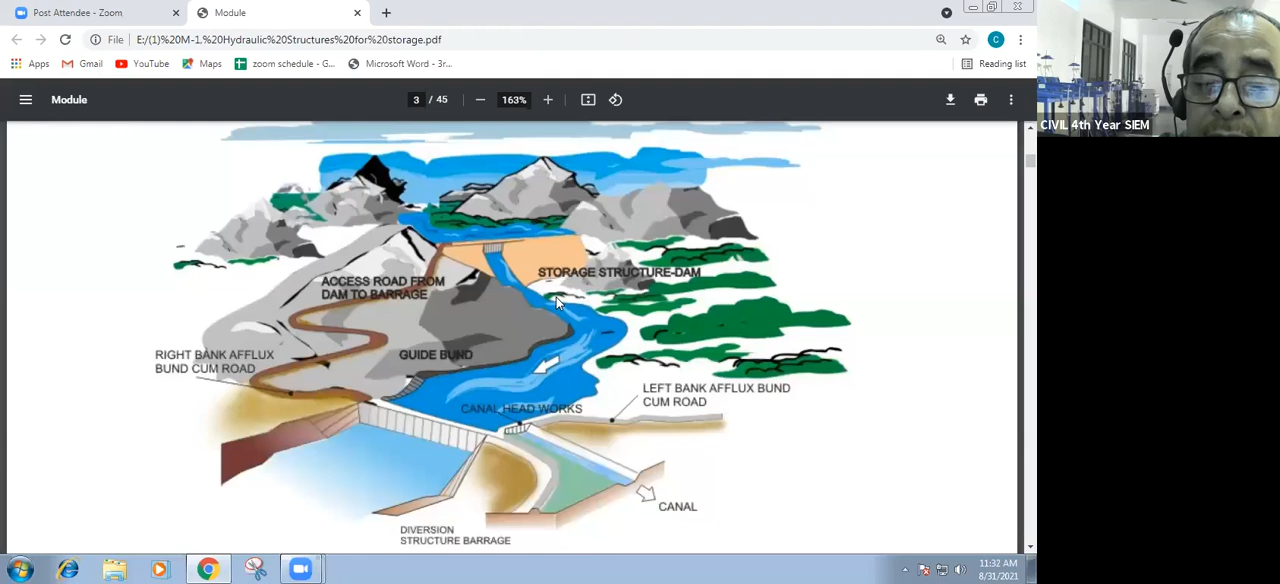 Post Attendee - Zoom
Module
File
E:/(1)%20M-1,%20Hydraulic%20Structures%20for%20storage.pdf
C
Apps
Gmail
YouTube
Maps
zoom schedule - G...
Microsoft Word - 3r...
Reading list
Module
3 / 45
163%
CIVIL 4th Year SIEM
STORAGE STRUCTURE-DAM
ACCESS ROAD FROM
DAM TO BARRAGE
RIGHT BANK AFFLUX
BUND CUM ROAD
GUIDE BUND
LEFT BANK AFFLUX BUND
CUM ROAD
CANAL HEAD WORKS
CANAL
DIVERSION
STRUCTURE BARRAGE
11:32 AM
8/31/2021